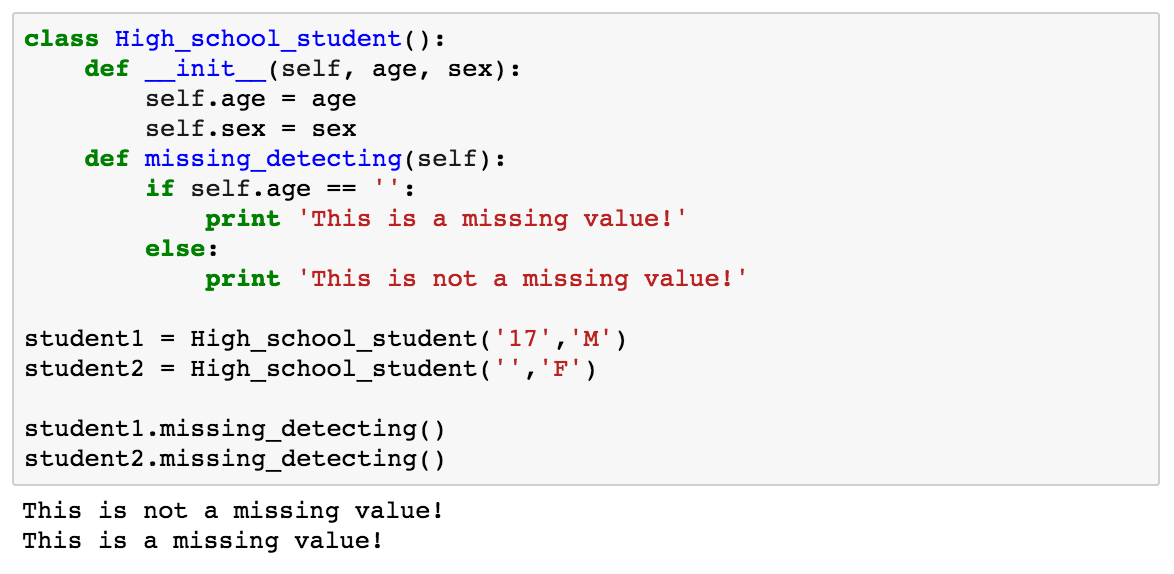 class High_school_student():
    def __init__(self, age, sex):
        self.age = age
        self.sex = sex
    def missing_detecting(self):
        if self.age == '':
            print 'This is a missing value!'
        else:
            print 'This is not a missing value!'
student1 = High_school_student('17','M')
student2 = High_school_student('','F')
student1.missing_detecting()
student2.missing_detecting()
This is not a missing value!
This is a missing value!